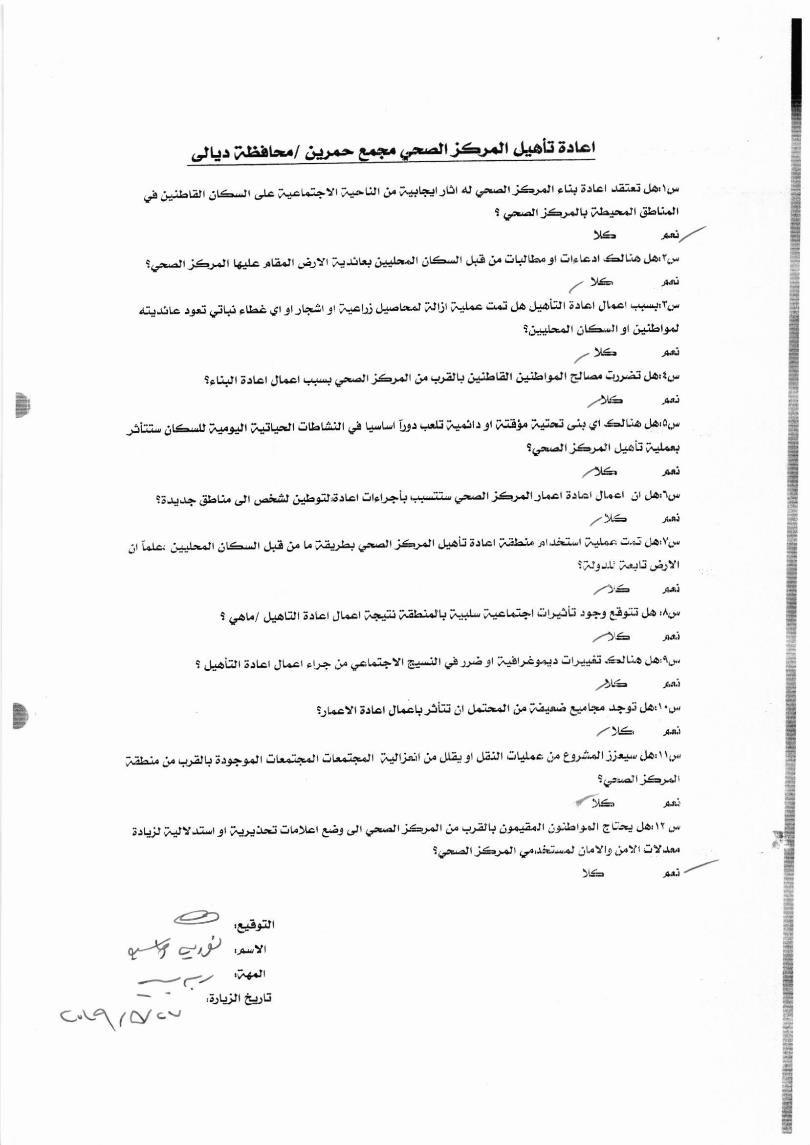 اعادة تأهيل المركز الصحي مجمع حمرين /محافظة ديالى
س١:هل تعتقد اعادة بناء المركز الصحي له اثار ايجابية من الناحية الاجتماعية على السكان القاطنين في
المناطق المحيطة بالمركز الصحي ؟
نعم كلا
س٢:هل هنالك ادعاءات او مطالبات من قبل السكان المحليين بعائدية الارض المقام عليها المركز الصحي؟
نعم كلا
س٣:بسبب اعمال اعادة التأهيل هل تمت عملية ازالة لمحاصيل زراعية او اشجار او اي غطاء نباتي تعود عائديته
لمواطنين او السكان المحليين؟
نعم كلا
س٤:هل تضررت مصالح المواطنين القاطنين بالقرب من المركز الصحي بسبب اعمال اعادة البناء؟
نعم كلا
س٥:هل هنالك اي بنى تحتية مؤقتة او دائمية تلعب دوراً اساسيا في النشاطات الحياتية اليومية للسكان ستتأثر
بعملية تأهيل المركز الصحي؟
نعم كلا
س٦:هل ان اعمال اعادة اعمار المركز الصحي ستتسبب بأجراءات اعادةالتوطين لشخص الى مناطق جديدة؟
نعم كلا
س٧:هل تمت عملية استخدام منطقة اعادة تأهيل المركز الصحي بطريقة ما من قبل السكان المحليين ،علماً ان
الارض تابعة للدولة؟
نعم كلا
س٨: هل تتوقع وجود تأثيرات اجتماعية سلبية بالمنطقة نتيجة اعمال اعادة التاهيل /ماهي ؟
نعم كلا
س٩:هل هنالك تغييرات ديموغرافية او ضرر في النسيج الاجتماعي من جراء اعمال اعادة التأهيل ؟
نعم كلا
س١٠:هل توجد مجاميع ضعيفة من المحتمل ان تتأثر باعمال اعادة الاعمار؟
نعم كلا
س١١:هل سيعزز المشروع من عمليات النقل او يقلل من انعزالية المجتمعات المجتمعات الموجودة بالقرب من منطقة
المركز الصحي؟
نعم كلا
س١٢:هل يحتاج المواطنون المقيمون بالقرب من المركز الصحي الى وضع اعلامات تحذيرية او استدلالية لزيادة
معدلات الامن والامان لمستخدمي المركز الصحي؟
نعم كلا
التوقيع:
الاسم:
المهة:
تاريخ الزيارة: